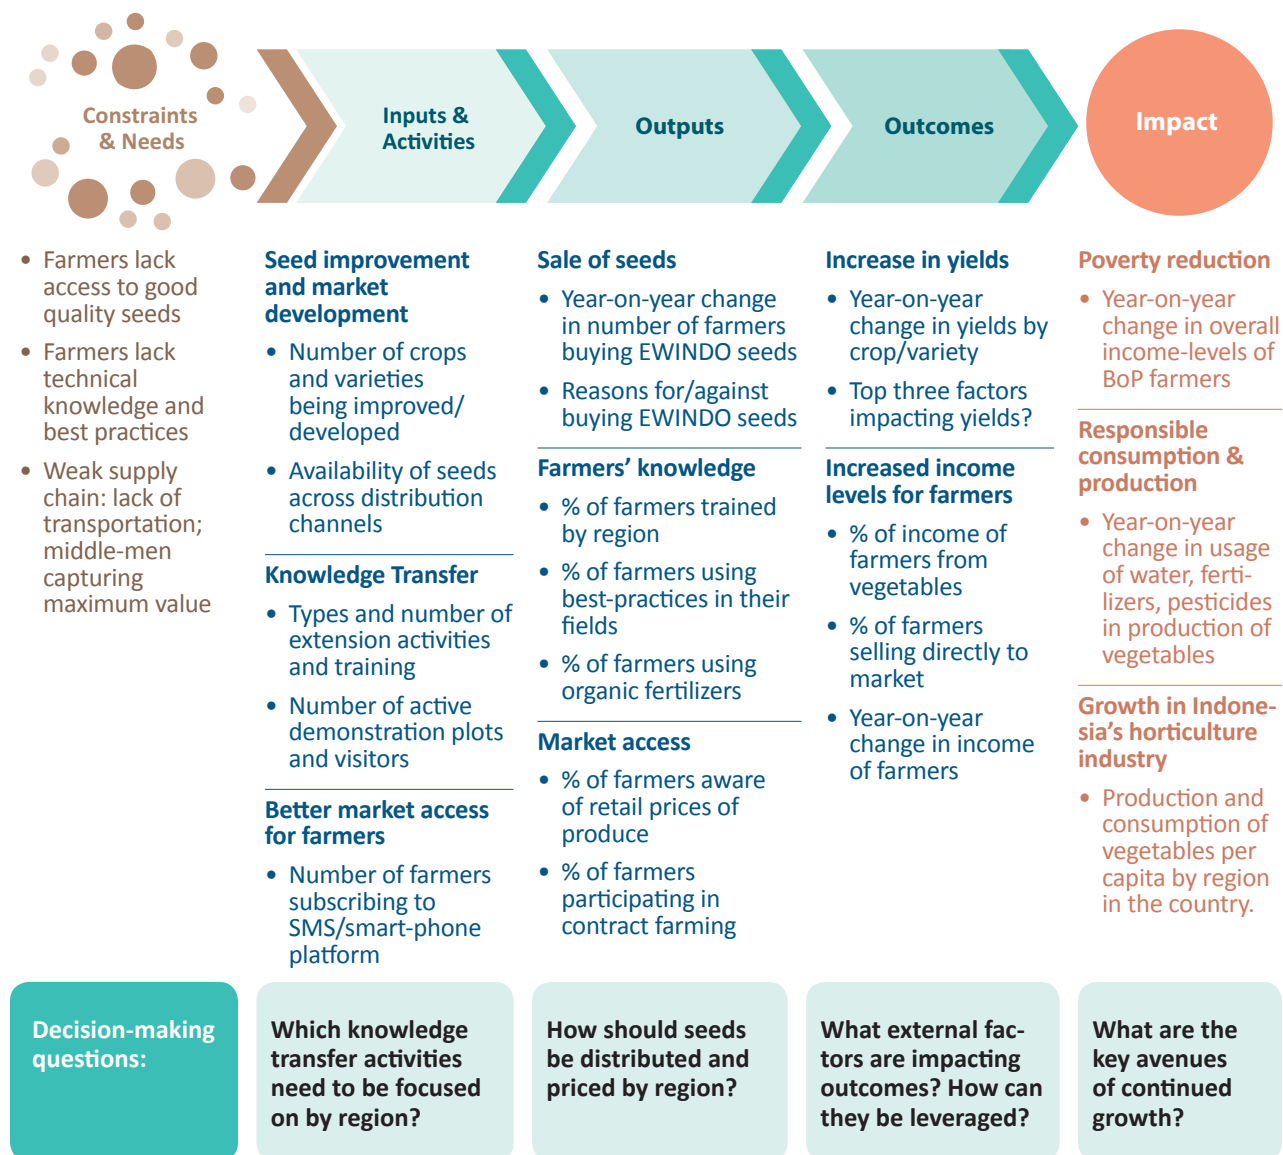 Constraints
& Needs
Inputs &
Activities
Outputs
Outcomes
Impact
• Farmers lack
access to good
quality seeds
• Farmers lack
technical
knowledge and
best practices
• Weak supply
chain: lack of
transportation;
middle-men
capturing
maximum value
Seed improvement
and market
development
• Number of crops
and varieties
being improved/
developed
• Availability of seeds
across distribution
channels
Knowledge Transfer
• Types and number of
extension activities
and training
• Number of active
demonstration plots
and visitors
Better market access
for farmers
• Number of farmers
subscribing to
SMS/smart-phone
platform
Sale of seeds
• Year-on-year change
in number of farmers
buying EWINDO seeds
• Reasons for/against
buying EWINDO seeds
Farmers’ knowledge
• % of farmers trained
by region
• % of farmers using
best-practices in their
fields
• % of farmers using
organic fertilizers
Market access
• % of farmers aware
of retail prices of
produce
• % of farmers
participating in
contract farming
Increase in yields
• Year-on-year
change in yields by
crop/variety
• Top three factors
impacting yields?
Increased income
levels for farmers
• % of income of
farmers from
vegetables
• % of farmers
selling directly to
market
• Year-on-year
change in income
of farmers
Poverty reduction
• Year-on-year
change in overall
income-levels of
BoP farmers
Responsible
consumption &
production
• Year-on-year
change in usage
of water, ferti-
lizers, pesticides
in production of
vegetables
Growth in Indone-
sia’s horticulture
industry
• Production and
consumption of
vegetables per
capita by region
in the country.
Decision-making
questions:
Which knowledge
transfer activities
need to be focused
on by region?
How should seeds
be distributed and
priced by region?
What external fac-
tors are impacting
outcomes? How can
they be leveraged?
What are the
key avenues
of continued
growth?